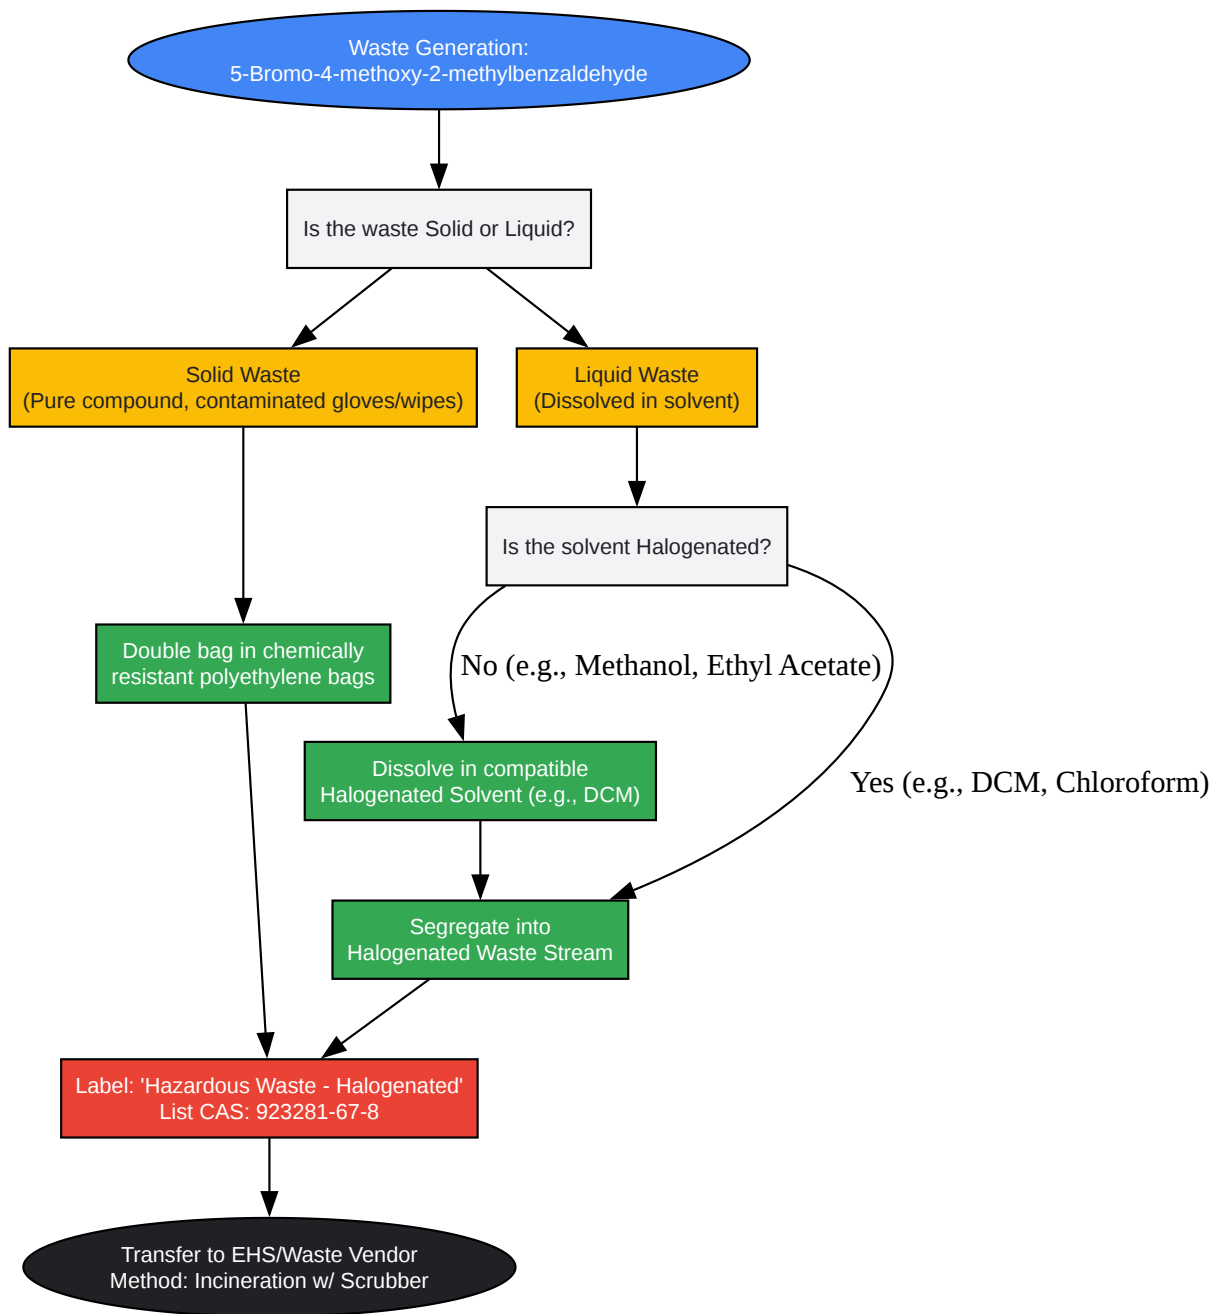 Waste Generation:
5-Bromo-4-methoxy-2-methylbenzaldehyde
Is the waste Solid or Liquid?
Solid Waste
(Pure compound, contaminated gloves/wipes)
Liquid Waste
(Dissolved in solvent)
Is the solvent Halogenated?
Double bag in chemically
resistant polyethylene bags
No (e.g., Methanol, Ethyl Acetate)
Dissolve in compatible
Halogenated Solvent (e.g., DCM)
Yes (e.g., DCM, Chloroform)
Segregate into
Halogenated Waste Stream
Label: 'Hazardous Waste - Halogenated'
List CAS: 923281-67-8
Transfer to EHS/Waste Vendor
Method: Incineration w/ Scrubber